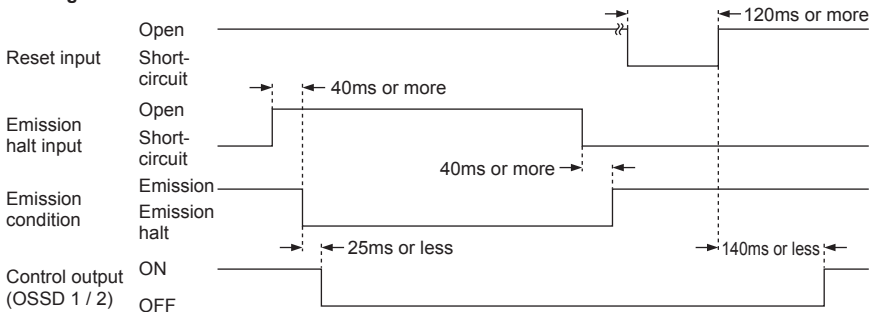 120ms or more
Open
Reset input
Short-
circuit
40ms or more
Open
Emission
halt input
Short-
circuit
40ms or more
Emission
Emission
condition
Emission
halt
25ms or less
140ms or less
ON
Control output
(OSSD 1 / 2)
OFF